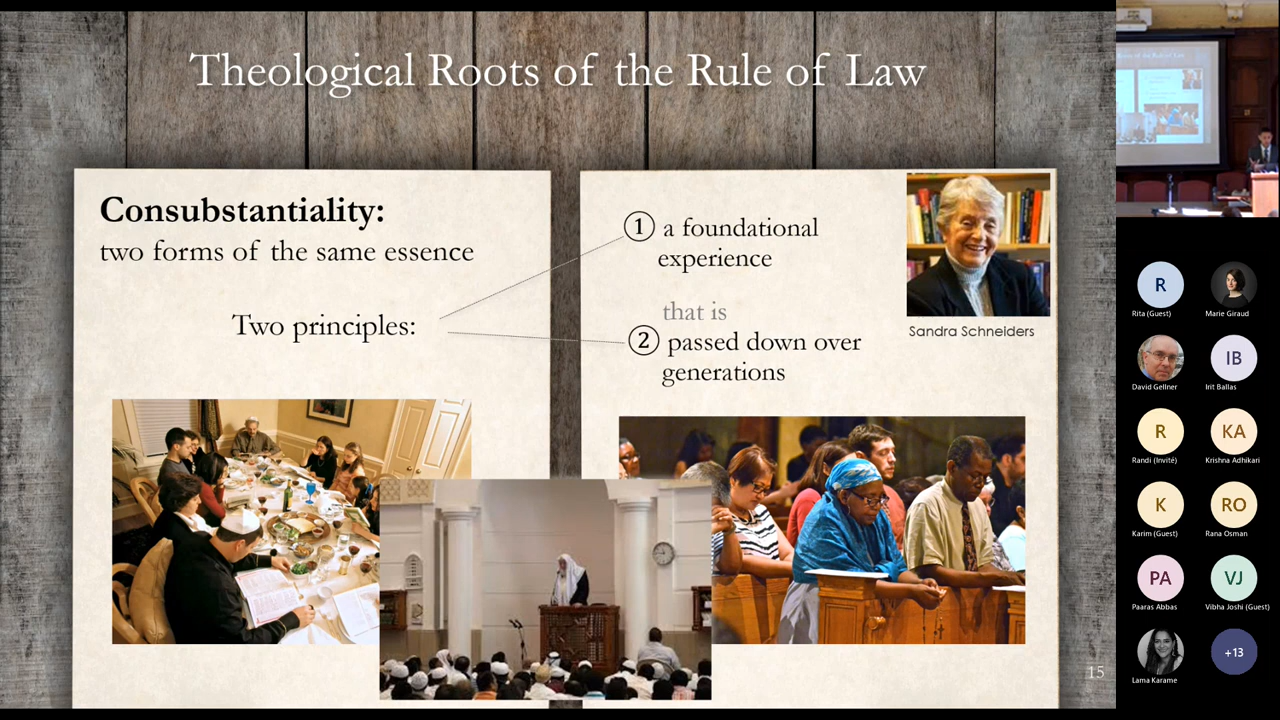 Theological Roots of the Rule of Law
Consubstantiality:
two forms of the same essence
Two principles:
1 a foundational
experience
that is
2 passed down over
generations
Sandra Schneiders
15
R
Rita (Guest)
Marie Giraud
David Gellner
IB
Irit Ballas
R
Randi (Invité)
KA
Krishna Adhikari
K
Karim (Guest)
RO
Rana Osman
PA
Paaras Abbas
VJ
Vibha Joshi (Guest)
Lama Karame
+13